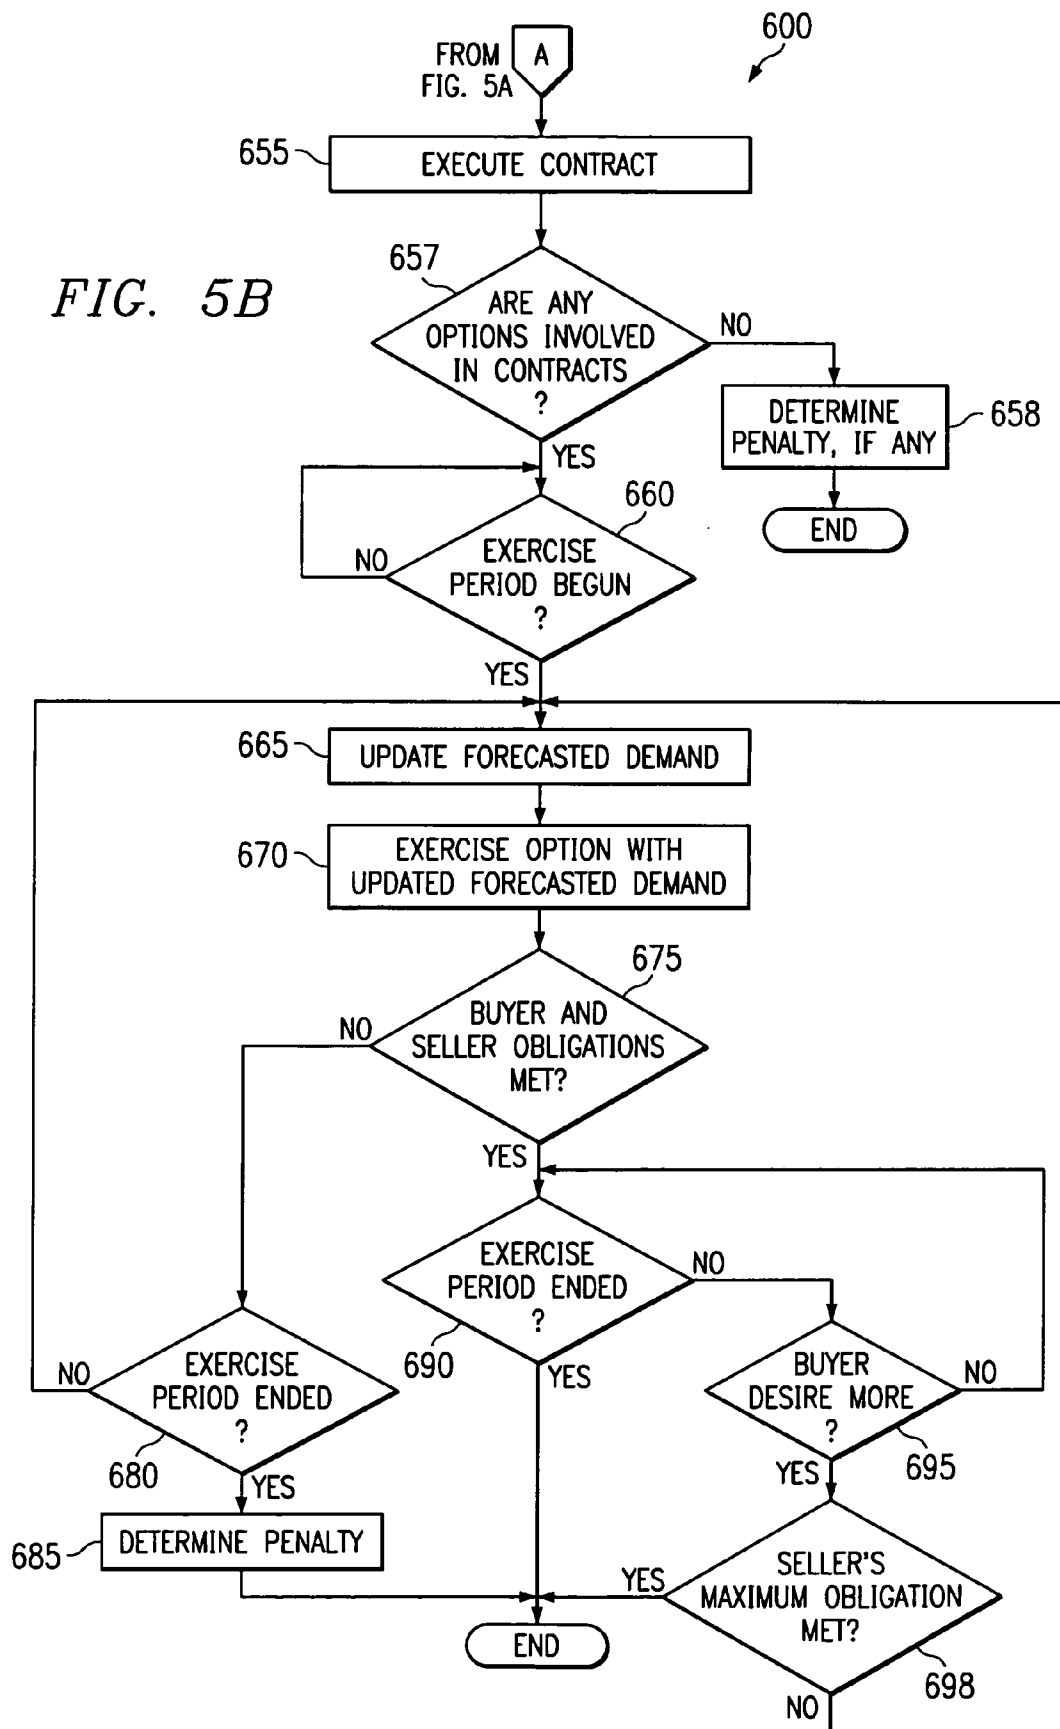 600
FROM
FIG. 5A
A
655
EXECUTE CONTRACT
FIG. 5B
657
ARE ANY
OPTIONS INVOLVED
IN CONTRACTS
?
NO
DETERMINE
PENALTY, IF ANY
658
END
YES
660
EXERCISE
PERIOD BEGUN
?
NO
YES
665
UPDATE FORECASTED DEMAND
670
EXERCISE OPTION WITH
UPDATED FORECASTED DEMAND
675
BUYER AND
SELLER OBLIGATIONS
MET?
NO
YES
EXERCISE
PERIOD ENDED
?
690
NO
YES
EXERCISE
PERIOD ENDED
?
NO
680
YES
BUYER
DESIRE MORE
?
NO
695
YES
685
DETERMINE PENALTY
SELLER'S
MAXIMUM OBLIGATION
MET?
YES
698
NO
END